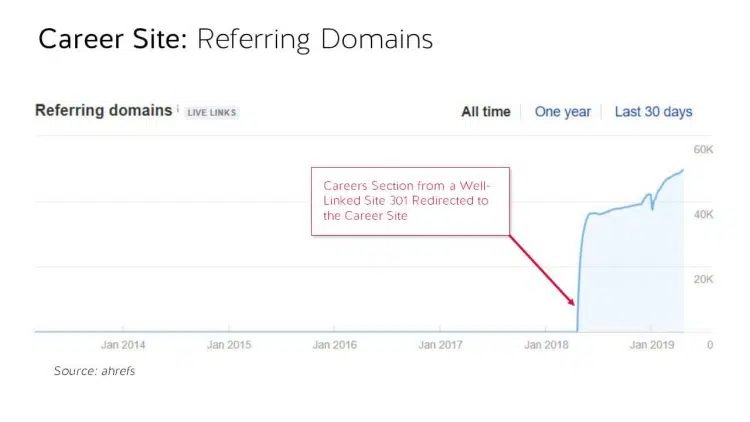 Career Site: Referring Domains
Referring domains i LIVE LINKS
All time One year Last 30 days
60K
Careers Section from a Well-
Linked Site 301 Redirected to
the Career Site
40K
20K
Jan 2014 Jan 2015 Jan 2016 Jan 2017 Jan 2018 Jan 2019 0
Source: ahrefs